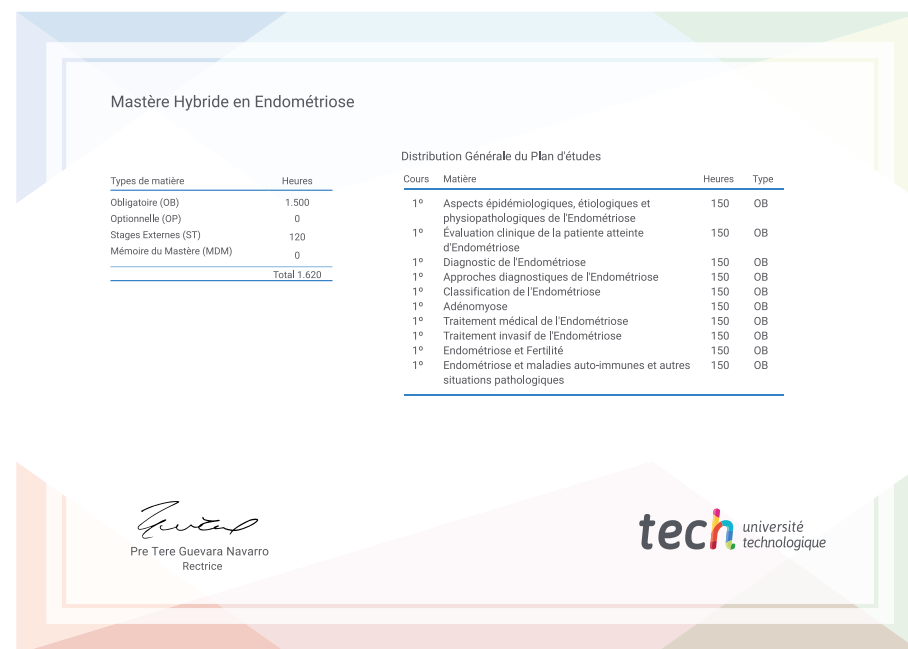 Mastère Hybride en Endométriose
Types de matière Heures
Obligatoire (OB) 1.500
Optionnelle (OP) 0
Stages Externes (ST) 120
Mémoire du Mastère (MDM) 0
Total 1.620
Distribution Générale du Plan d'études
Cours Matière Heures Type
1º Aspects épidémiologiques, étiologiques et 150 OB
physiopathologiques de l'Endométriose
1º Évaluation clinique de la patiente atteinte 150 OB
d'Endométriose
1º Diagnostic de l'Endométriose 150 OB
1º Approches diagnostiques de l'Endométriose 150 OB
1º Classification de l'Endométriose 150 OB
1º Adénomyose 150 OB
1º Traitement médical de l'Endométriose 150 OB
1º Traitement invasif de l'Endométriose 150 OB
1º Endométriose et Fertilité 150 OB
1º Endométriose et maladies auto-immunes et autres 150 OB
situations pathologiques
Pre Tere Guevara Navarro
Rectrice
tech université
technologique